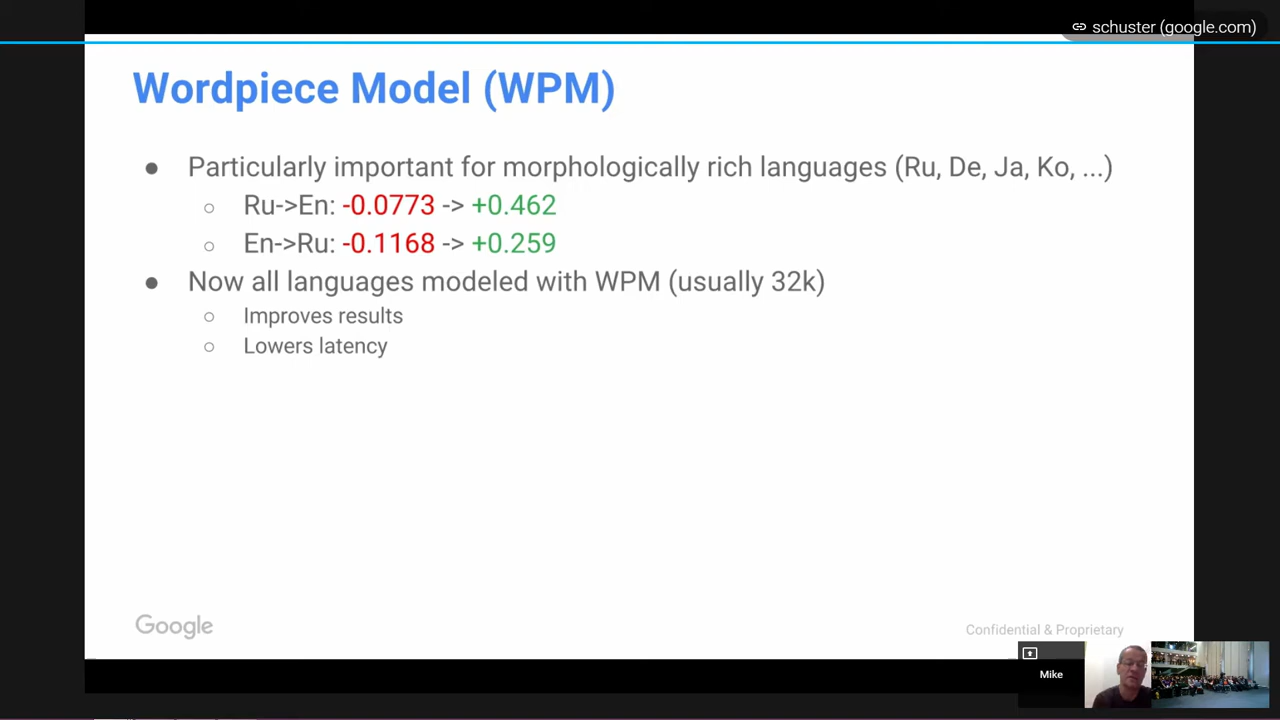 schuster (google.com)
Wordpiece Model (WPM)
● Particularly important for morphologically rich languages (Ru, De, Ja, Ko, ...)
○ Ru->En: -0.0773 -> +0.462
○ En->Ru: -0.1168 -> +0.259
● Now all languages modeled with WPM (usually 32k)
○ Improves results
○ Lowers latency
Google
Confidential & Proprietary
Mike